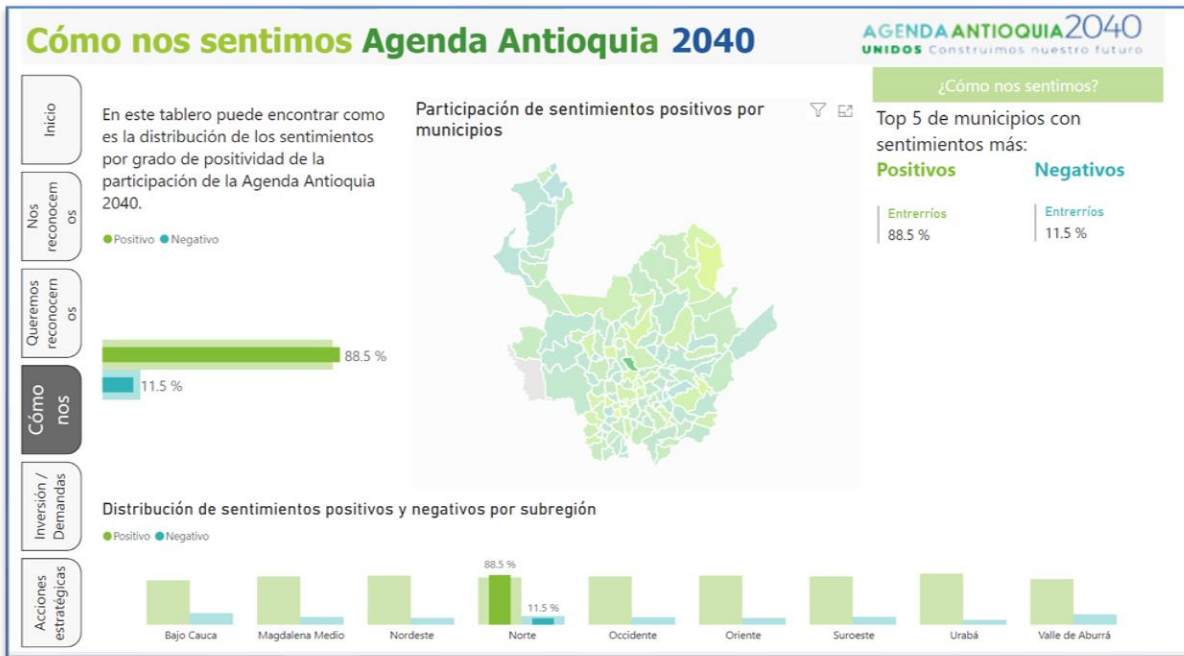 Cómo nos sentimos Agenda Antioquia 2040
AGENDA ANTIOQUIA 2040
UNIDOS Construimos nuestro futuro
Inicio
Nos
reconocem
os
Queremos
reconocern
os
Cómo
nos
Inversión /
Demandas
Acciones
estratégicas
En este tablero puede encontrar como
es la distribución de los sentimientos
por grado de positividad de la
participación de la Agenda Antioquia
2040.
Positivo Negativo
88.5 %
11.5 %
Participación de sentimientos positivos por
municipios
¿Cómo nos sentimos?
Top 5 de municipios con
sentimientos más:
Positivos Negativos
Entrerríos Entrerríos
88.5 % 11.5 %
Distribución de sentimientos positivos y negativos por subregión
Positivo Negativo
88.5 %
11.5 %
Bajo Cauca Magdalena Medio Nordeste Norte Occidente Oriente Suroeste Urabá Valle de Aburrá